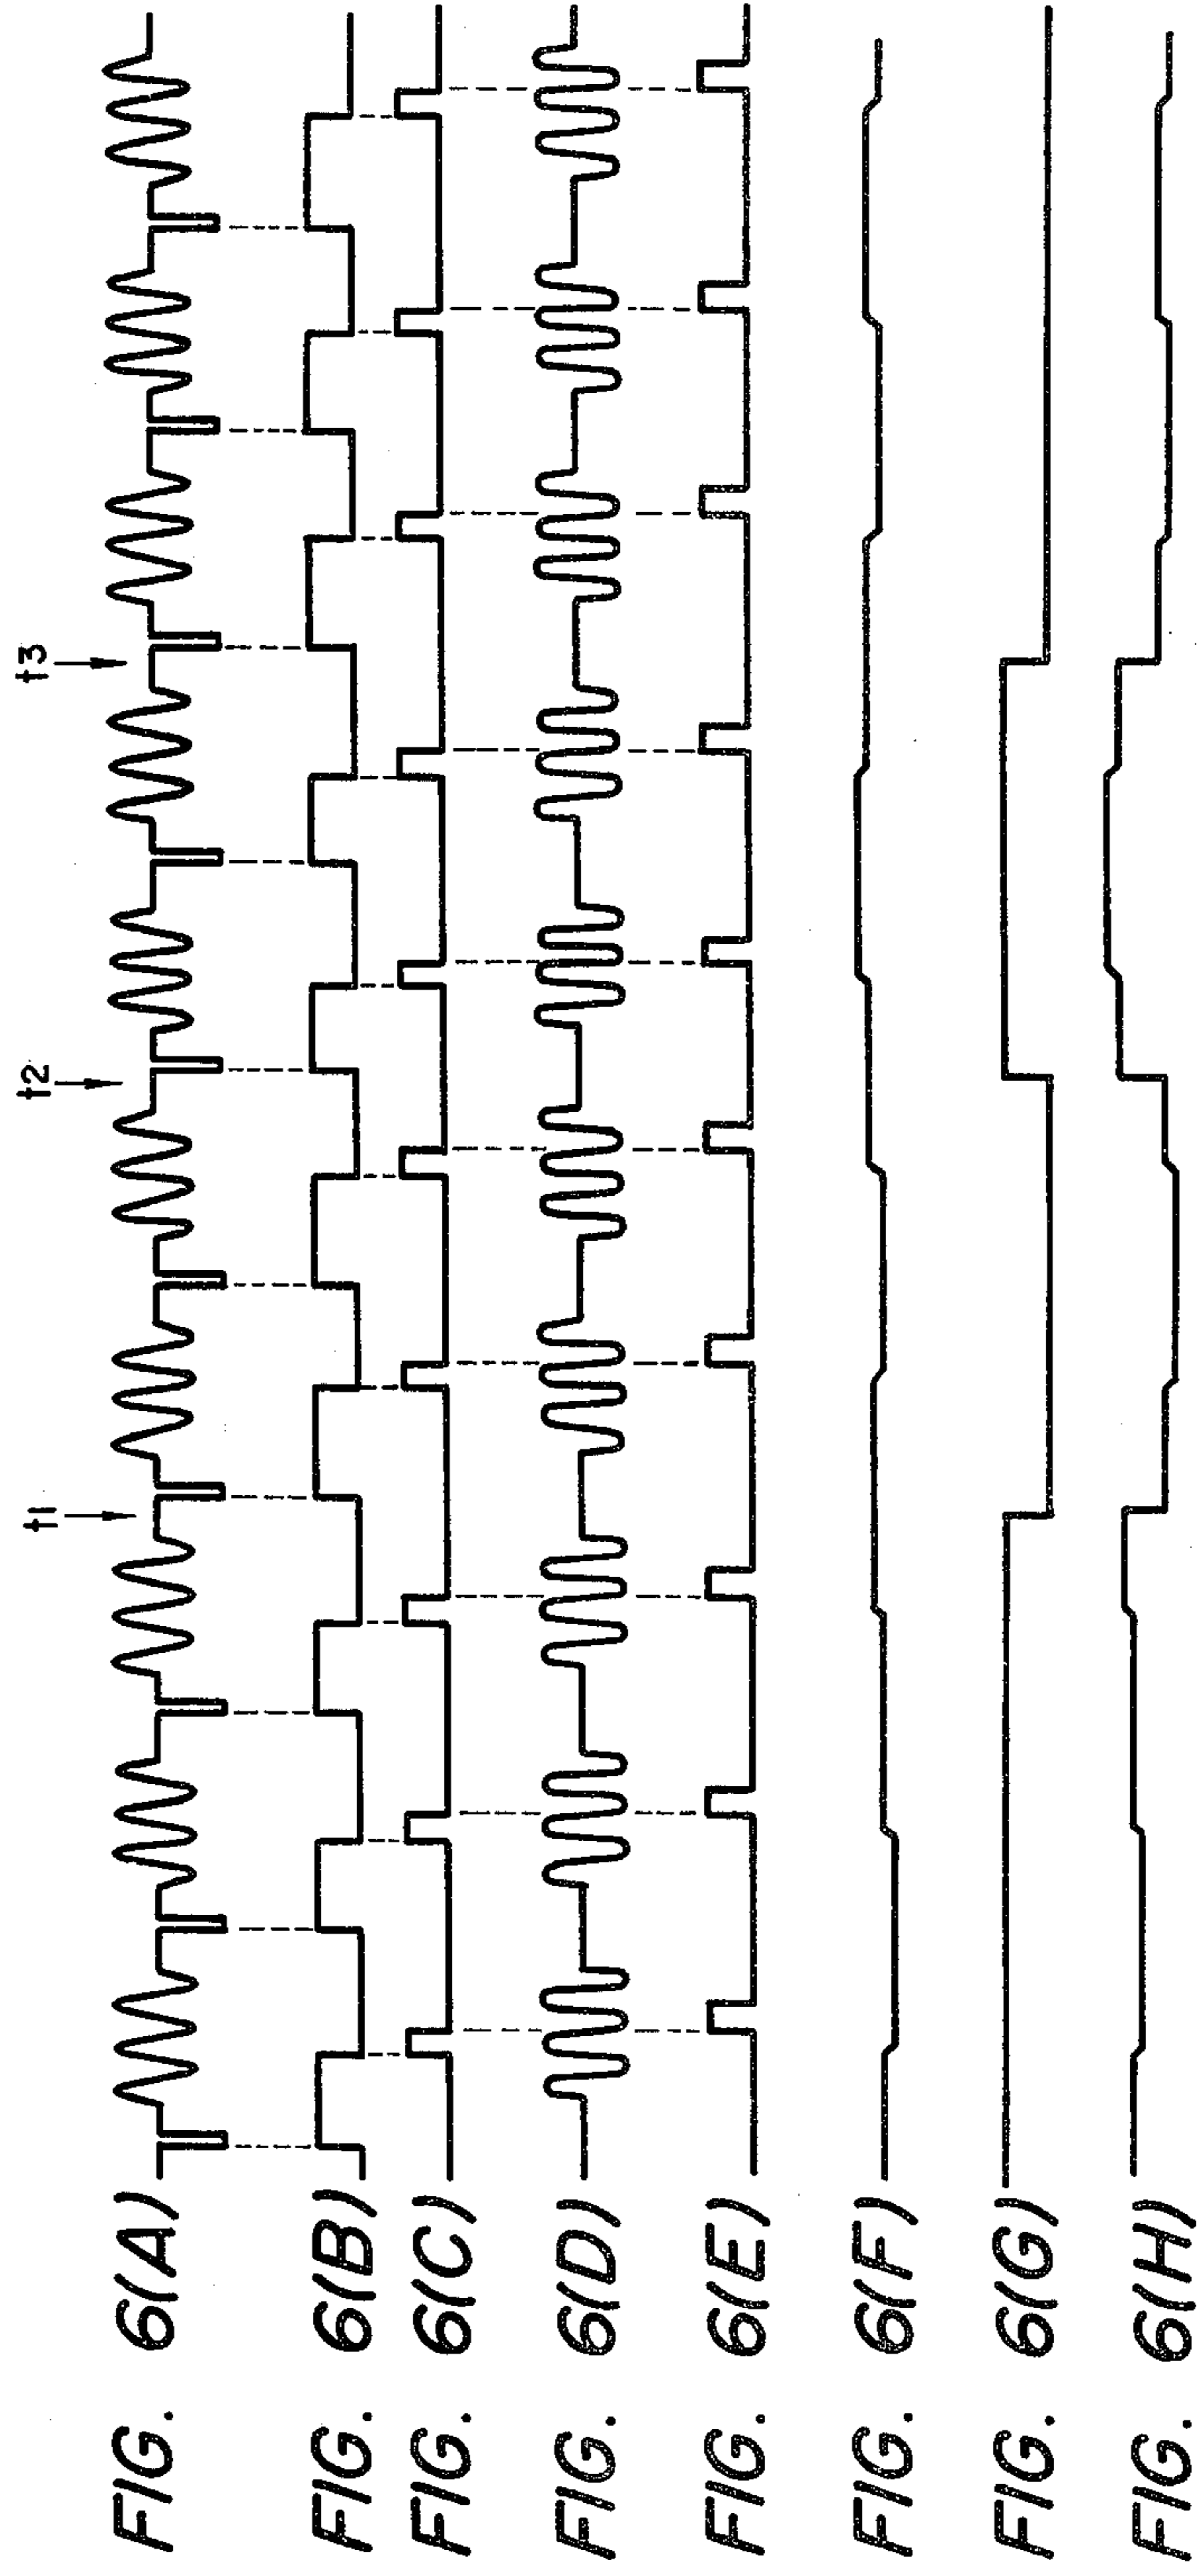 t1
t2
t3
FIG. 6(A)
FIG. 6(B)
FIG. 6(C)
FIG. 6(D)
FIG. 6(E)
FIG. 6(F)
FIG. 6(G)
FIG. 6(H)